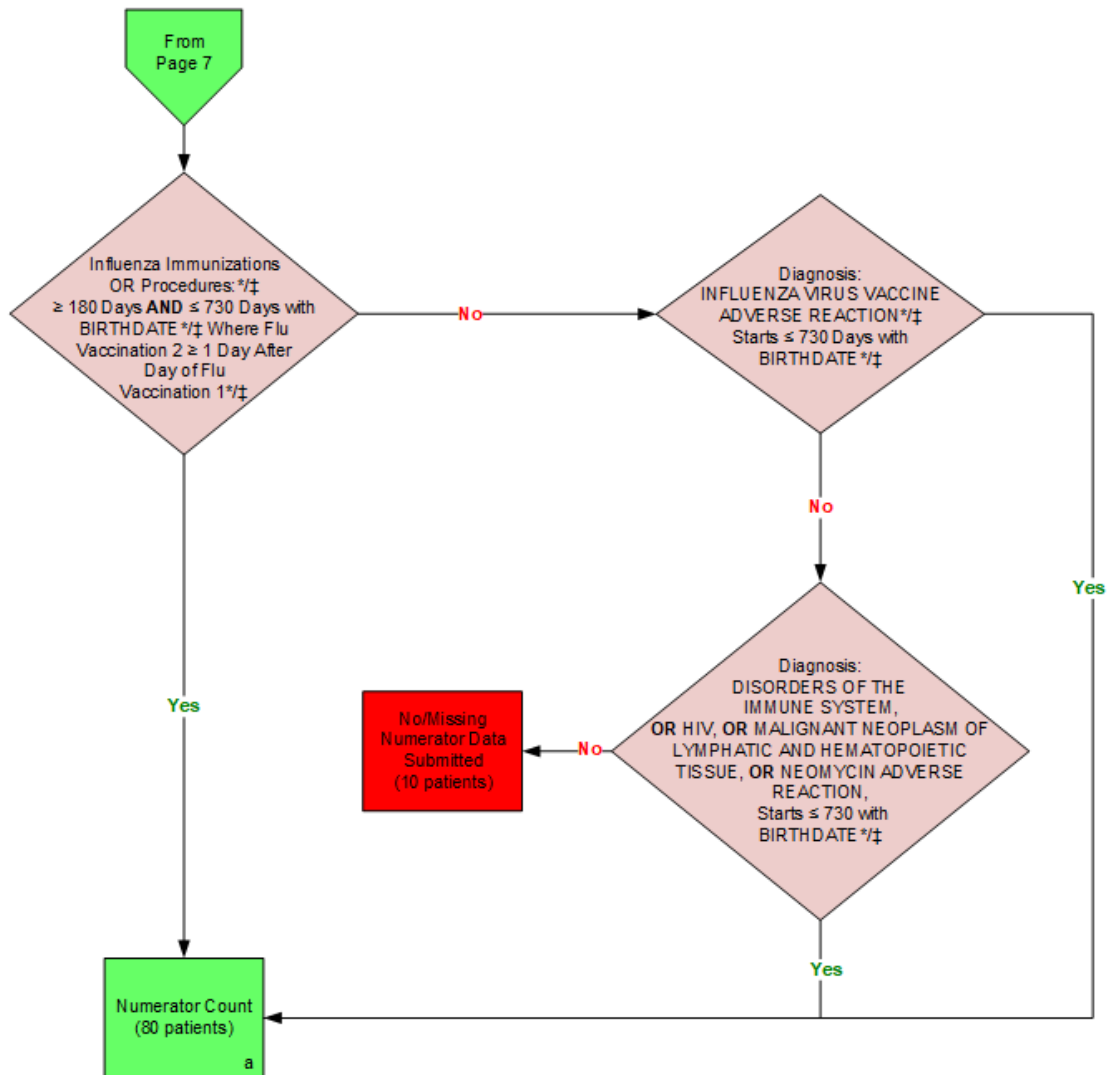 From
Page 7
Influenza Immunizations
OR Procedures:*/‡
≥ 180 Days AND ≤ 730 Days with
BIRTHDATE*/‡ Where Flu
Vaccination 2 ≥ 1 Day After
Day of Flu
Vaccination 1*/‡
No
Diagnosis:
INFLUENZA VIRUS VACCINE
ADVERSE REACTION*/‡
Starts ≤ 730 Days with
BIRTHDATE*/‡
No
Yes
Yes
Diagnosis:
DISORDERS OF THE
IMMUNE SYSTEM,
OR HIV, OR MALIGNANT NEOPLASM OF
LYMPHATIC AND HEMATOPOIETIC
TISSUE, OR NEOMYCIN ADVERSE
REACTION,
Starts ≤ 730 with
BIRTHDATE*/‡
No
No/Missing
Numerator Data
Submitted
(10 patients)
Yes
Numerator Count
(80 patients)
a